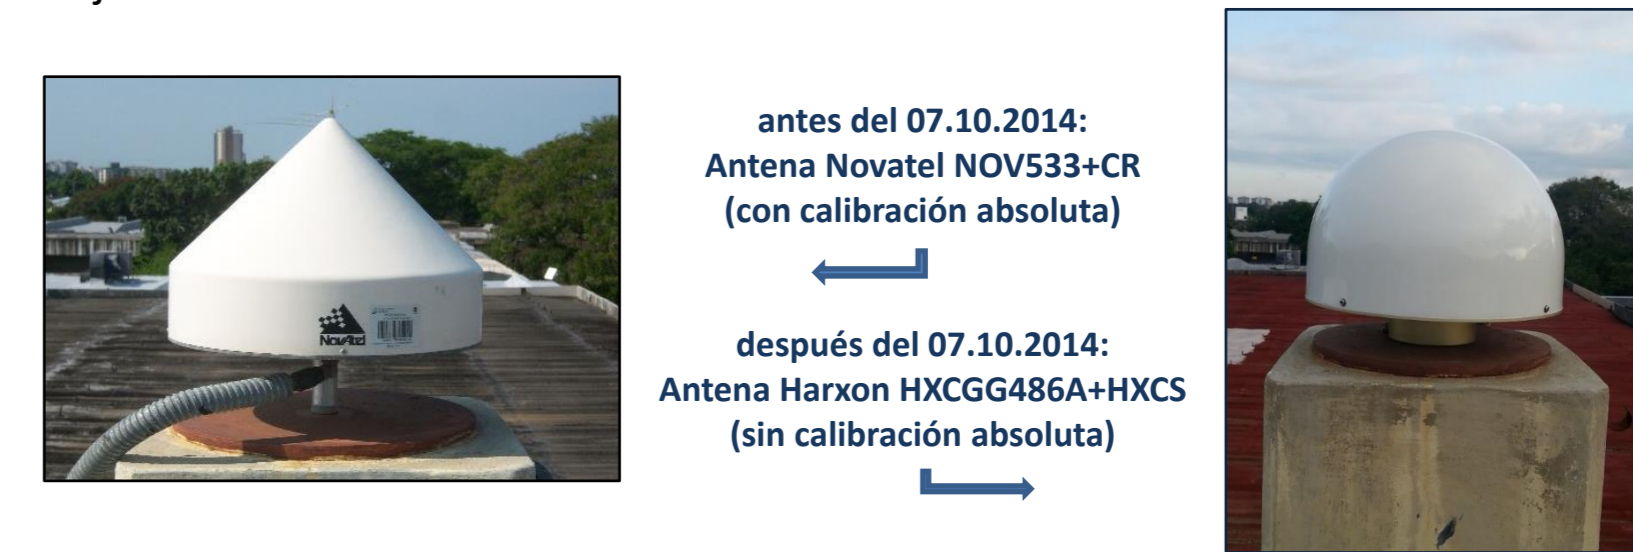 antes del 07.10.2014:
Antena Novatel NOV533+CR
(con calibración absoluta)
NovAtel
después del 07.10.2014:
Antena Harxon HXCGG486A+HXCS
(sin calibración absoluta)